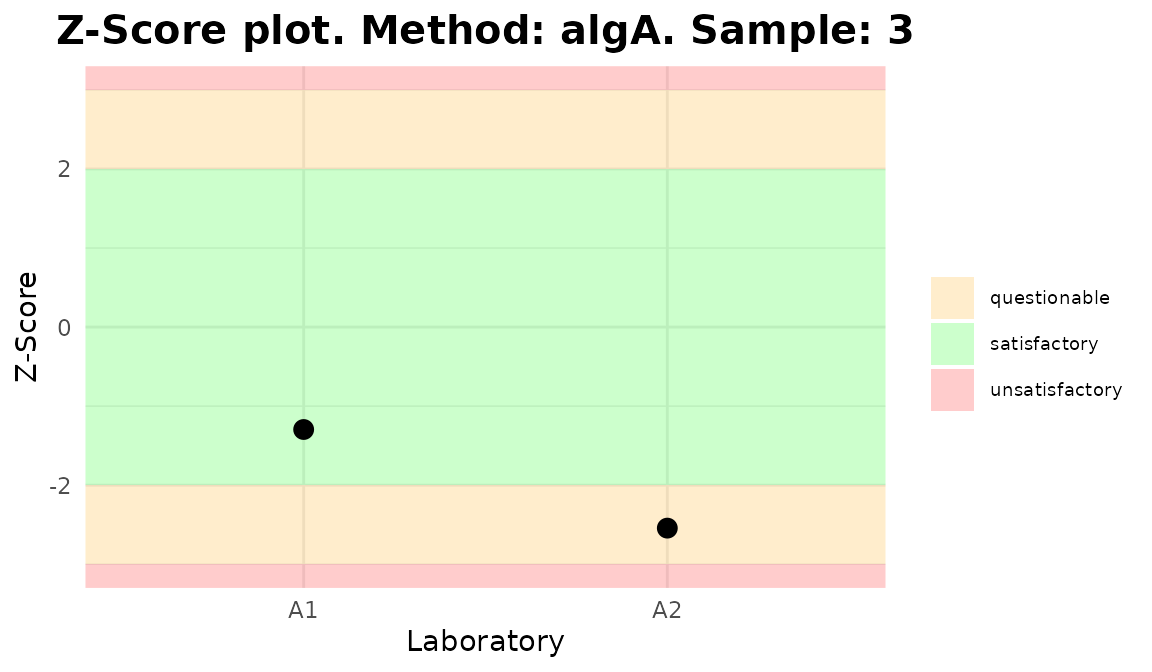 Z-Score plot. Method: algA. Sample: 3
Z-Score
2
0
-2
A1
A2
Laboratory
questionable
satisfactory
unsatisfactory